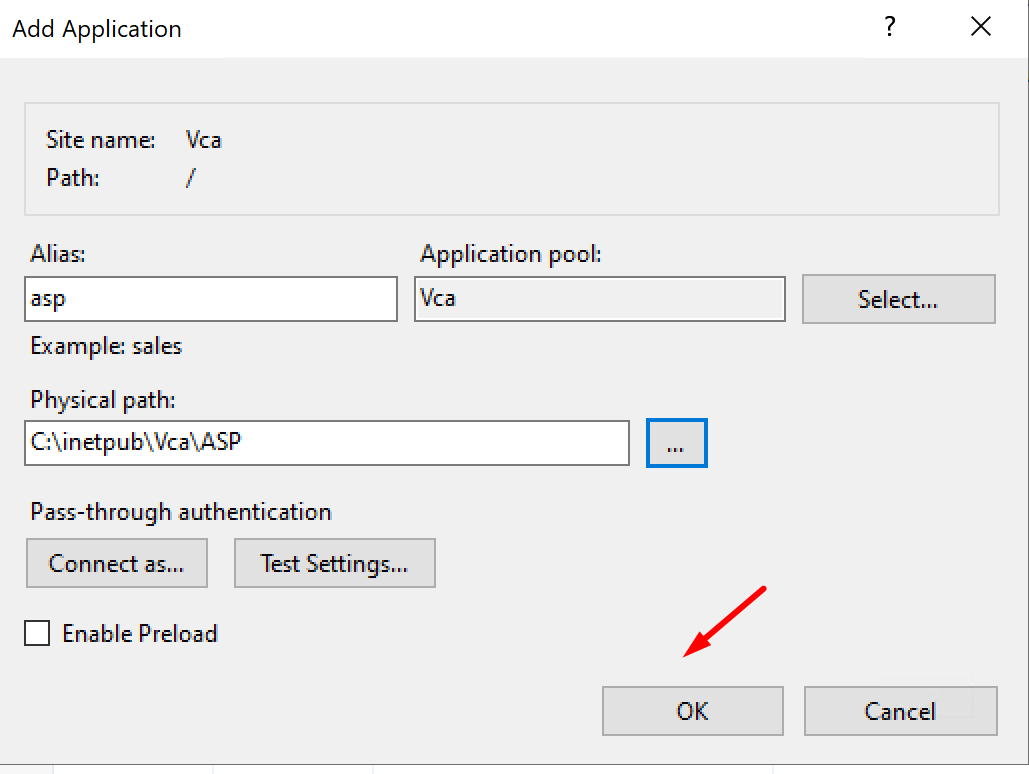 Add Application
?
Site name: Vca
Path: /
Alias:
Application pool:
asp
Vca
Select...
Example: sales
Physical path:
C:\inetpub\Vca\ASP
...
Pass-through authentication
Connect as...
Test Settings...
Enable Preload
OK
Cancel